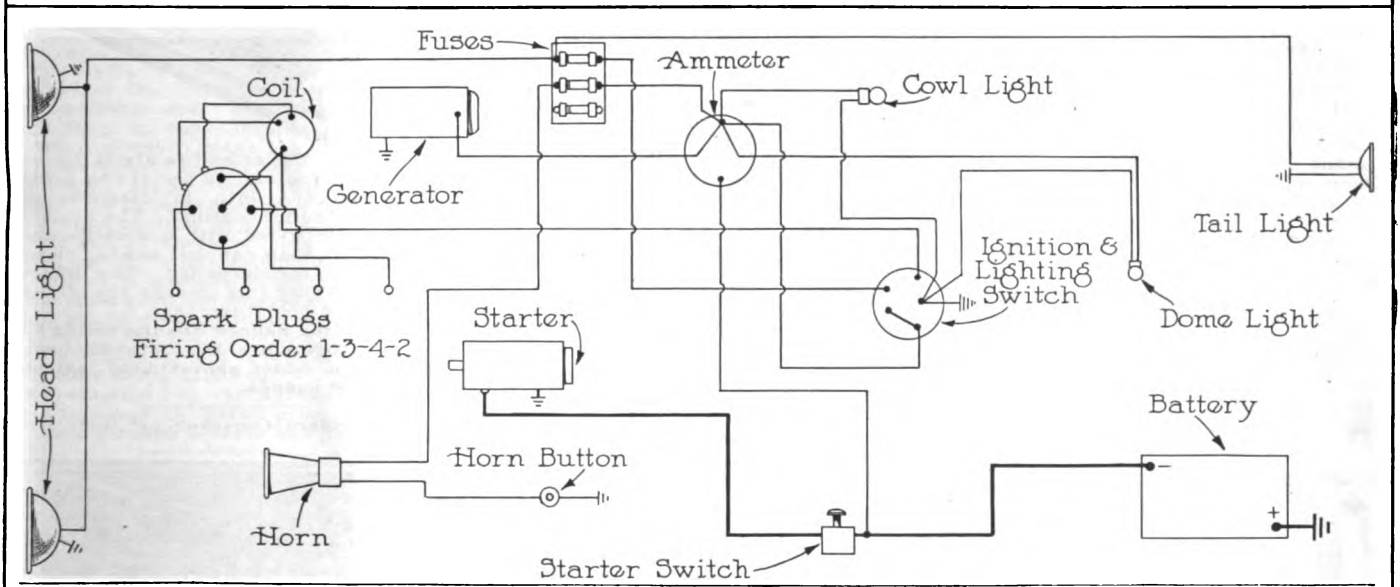 Fuses
Ammeter
Coil
Cowl Light
Generator
Tail Light
Head Light
Ignition &
Lighting
Switch
Dome Light
Spark Plugs
Firing Order 1-3-4-2
Starter
Battery
Horn Button
−
+
Horn
Starter Switch